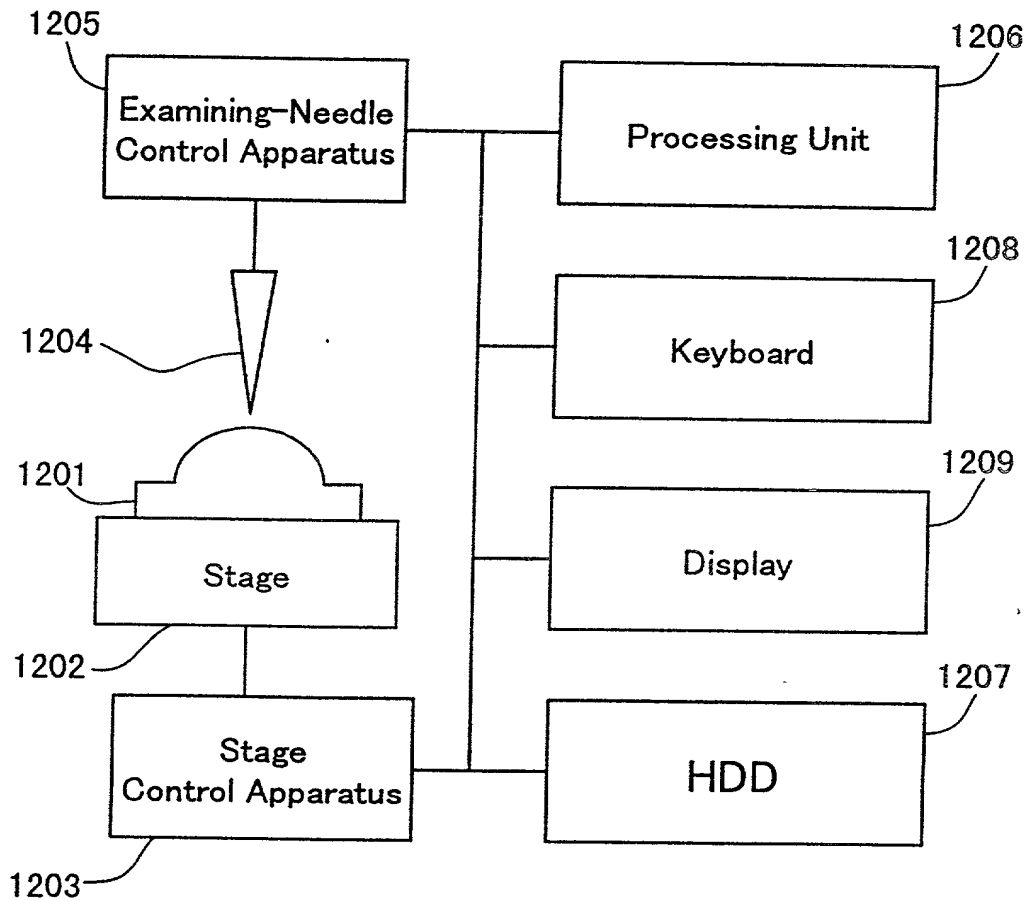 1205
Examining-Needle
Control Apparatus
1206
Processing Unit
1208
Keyboard
1204
1201
1209
Display
Stage
1202
1207
HDD
Stage
Control Apparatus
1203